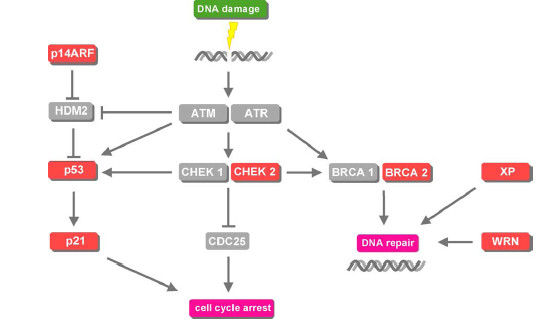 DNA damage
p14ARF
HDM2
ATM
ATR
p53
CHEK 1
CHEK 2
BRCA 1
BRCA 2
XP
p21
CDC25
DNA repair
WRN
cell cycle arrest